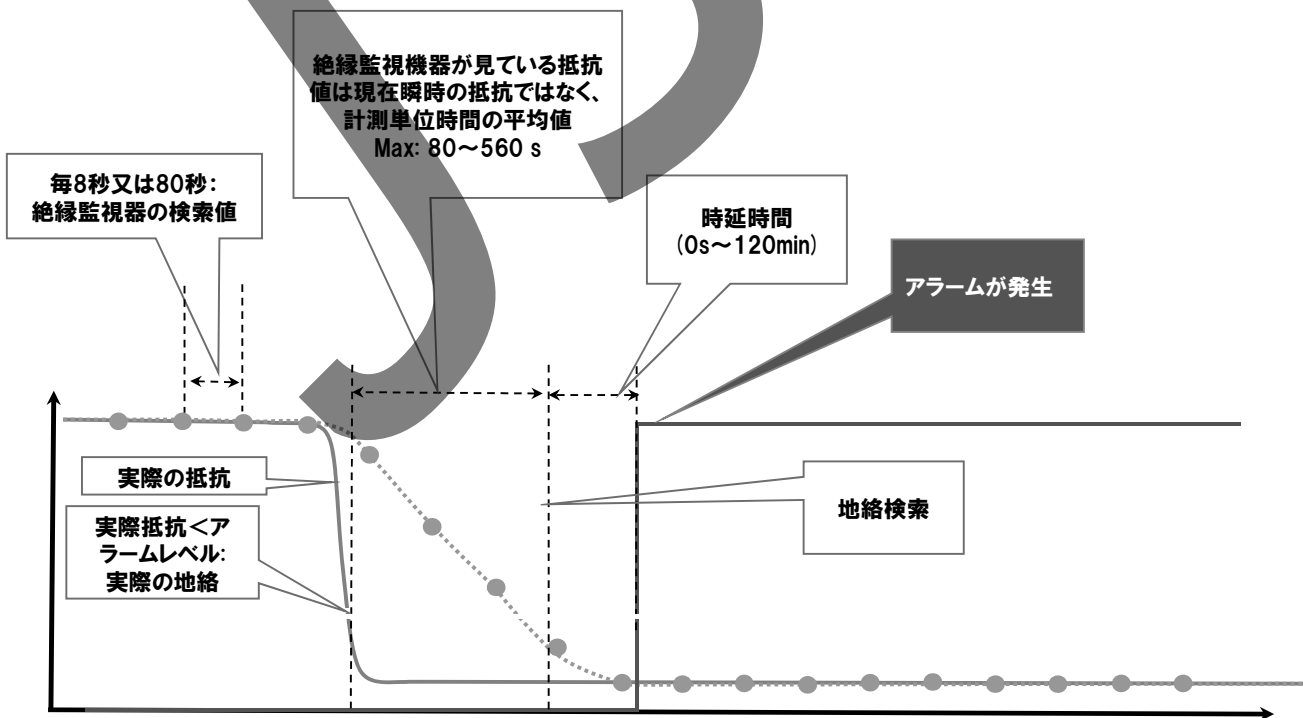 絶縁監視機器が見ている抵抗
値は現在瞬時の抵抗ではなく、
計測単位時間の平均値
Max: 80～560 s
毎8秒又は80秒:
絶縁監視器の検索値
時延時間
(0s～120min)
アラームが発生
実際の抵抗
実際抵抗＜ア
ラームレベル:
実際の地絡
地絡検索